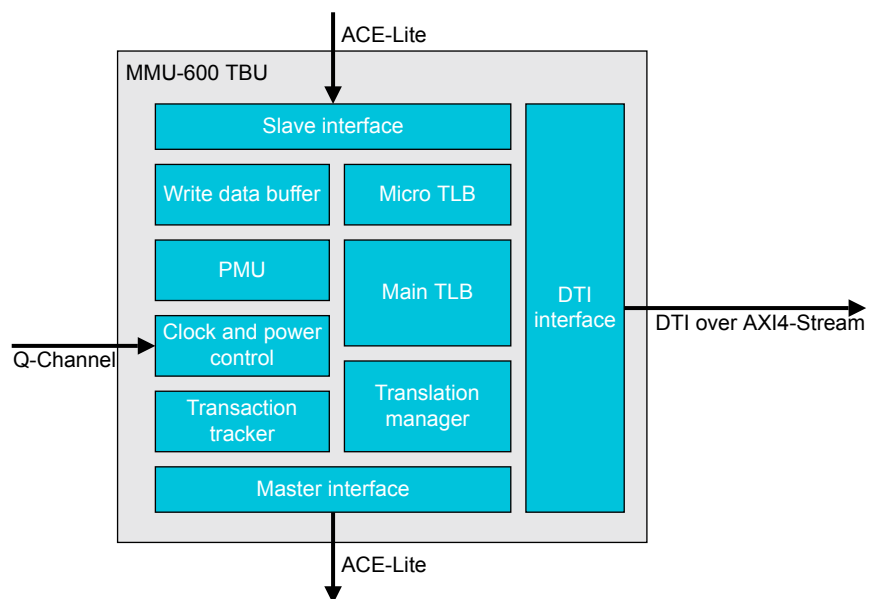 ACE-Lite
MMU-600 TBU
Slave interface
Write data buffer
Micro TLB
PMU
Main TLB
DTI
interface
DTI over AXI4-Stream
Clock and power
control
Q-Channel
Translation
manager
Transaction
tracker
Master interface
ACE-Lite